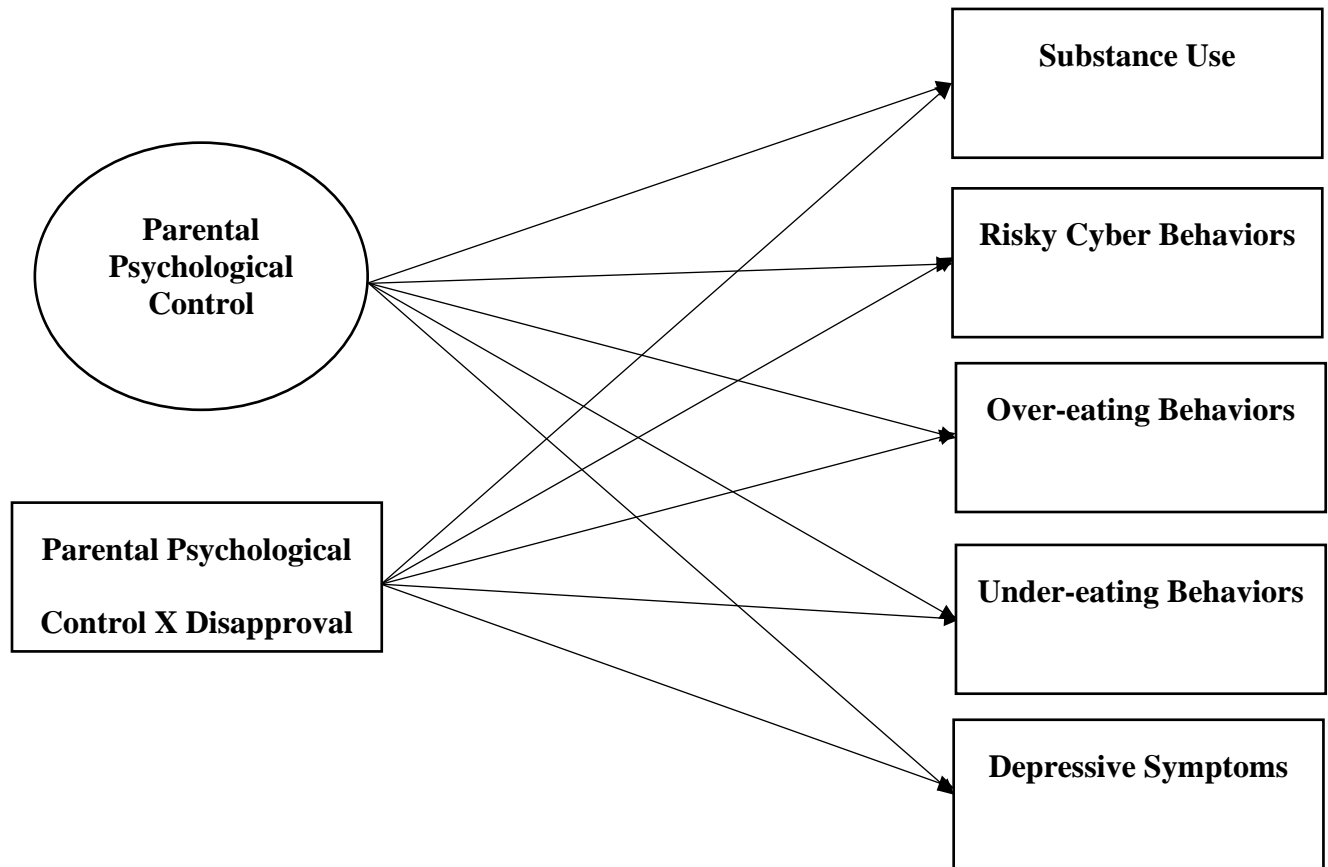 Substance Use
Parental
Psychological
Control
Risky Cyber Behaviors
Over-eating Behaviors
Parental Psychological
Control X Disapproval
Under-eating Behaviors
Depressive Symptoms